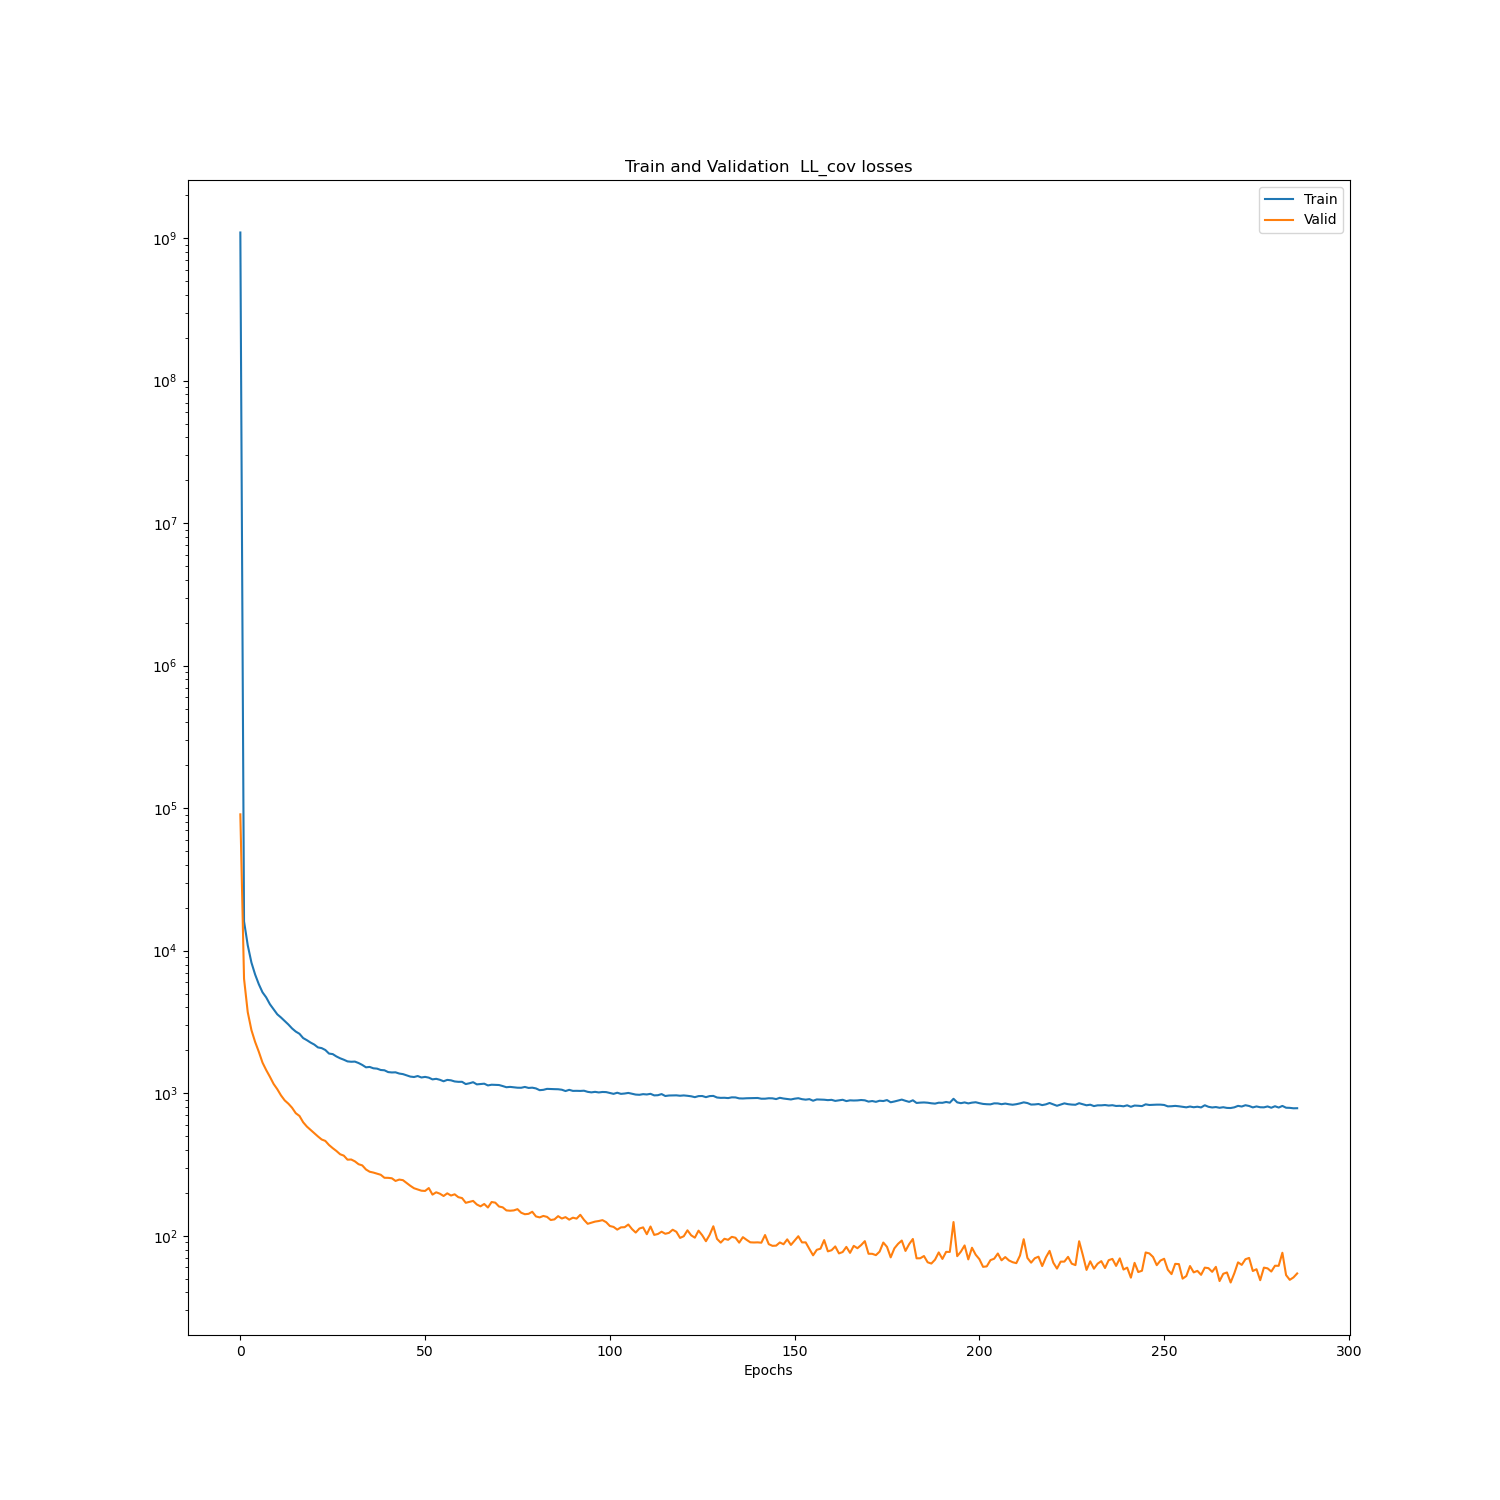 Train and Validation  LL_cov losses
Train
Valid
10⁹
10⁸
10⁷
10⁶
10⁵
10⁴
10³
10²
0 50 100 150 200 250 300
Epochs